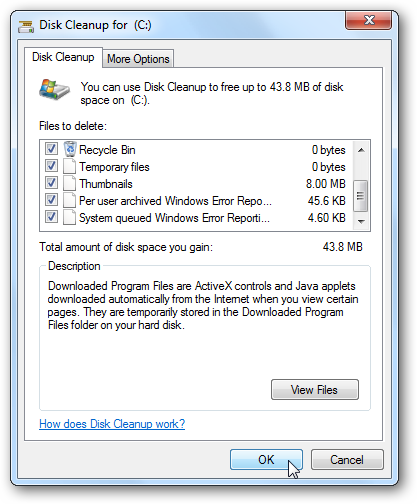 Disk Cleanup for  (C:)
Disk Cleanup
More Options
You can use Disk Cleanup to free up to 43.8 MB of disk
space on  (C:).
Files to delete:
Recycle Bin 0 bytes
Temporary files 0 bytes
Thumbnails 8.00 MB
Per user archived Windows Error Repo... 45.6 KB
System queued Windows Error Reporti... 4.60 KB
Total amount of disk space you gain: 43.8 MB
Description
Downloaded Program Files are ActiveX controls and Java applets
downloaded automatically from the Internet when you view certain
pages. They are temporarily stored in the Downloaded Program
Files folder on your hard disk.
View Files
How does Disk Cleanup work?
OK
Cancel